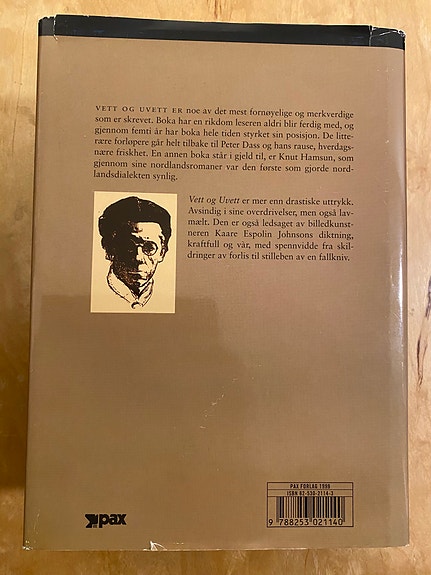 VETT OG UVETT ER noe av det mest fornøyelige og merkverdige
som er skrevet. Boka har en rikdom leseren aldri blir ferdig med, og
gjennom femti år har boka hele tiden styrket sin posisjon. De litte-
rære forløpere går helt tilbake til Peter Dass og hans rause, hverdags-
nære friskhet. En annen boka står i gjeld til, er Knut Hamsun, som
gjennom sine nordlandsromaner var den første som gjorde nord-
landsdialekten synlig.
Vett og Uvett er mer enn drastiske uttrykk.
Avsindig i sine overdrivelser, men også lav-
mælt. Den er også ledsaget av billedkunst-
neren Kaare Espolin Johnsons diktning,
kraftfull og vår, med spennvidde fra skil-
dringer av forlis til stilleben av en fallkniv.
pax
PAX FORLAG 1998
ISBN 82-530-2114-3
9 788253 021140